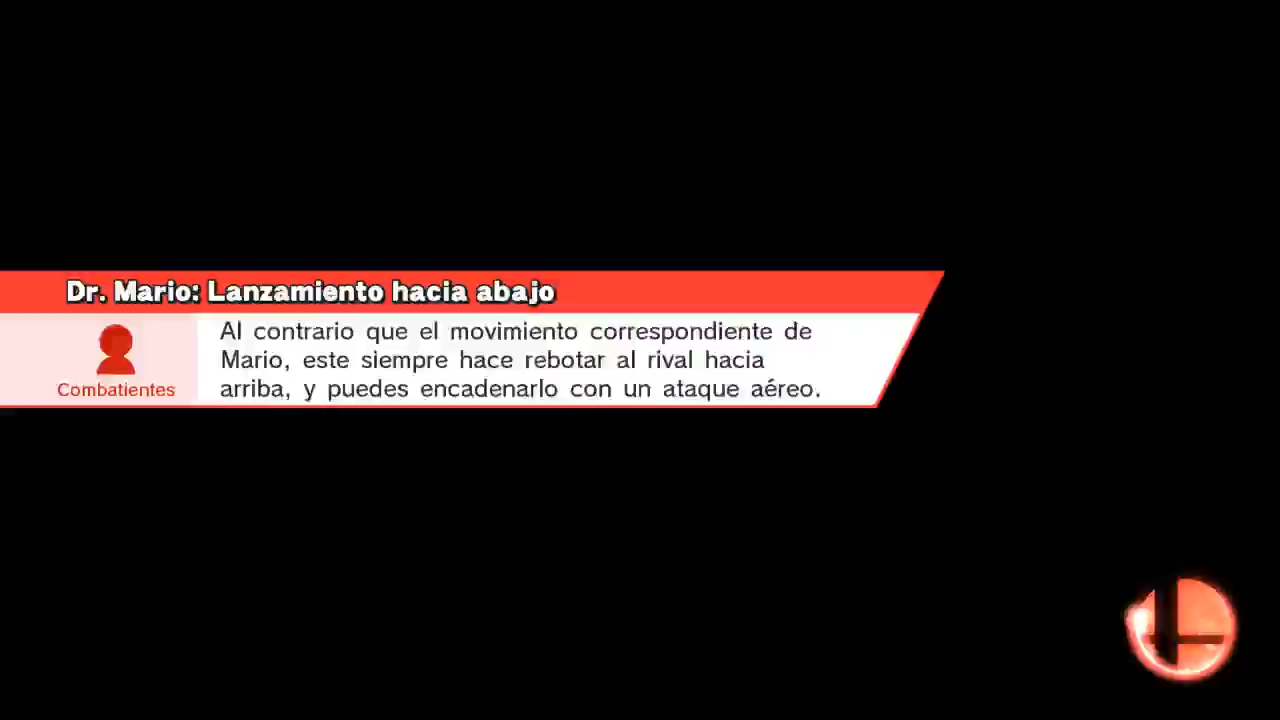 Dr. Mario: Lanzamiento hacia abajo
Al contrario que el movimiento correspondiente de
Mario, este siempre hace rebotar al rival hacia
arriba, y puedes encadenarlo con un ataque aéreo.
Combatientes